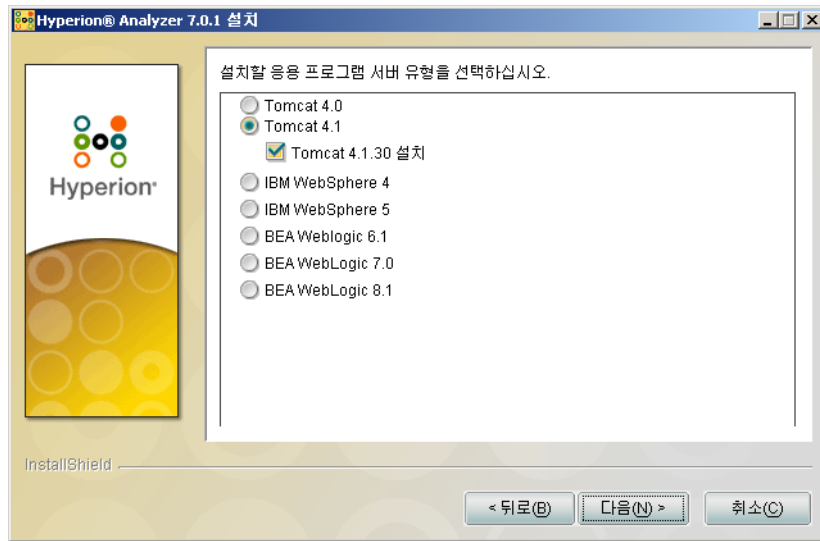 Hyperion® Analyzer 7.0.1 설치
설치할 응용 프로그램 서버 유형을 선택하십시오.
Tomcat 4.0
Tomcat 4.1
Tomcat 4.1.30 설치
Hyperion®
IBM WebSphere 4
IBM WebSphere 5
BEA Weblogic 6.1
BEA WebLogic 7.0
BEA WebLogic 8.1
InstallShield
< 뒤로(B)
다음(N) >
취소(C)